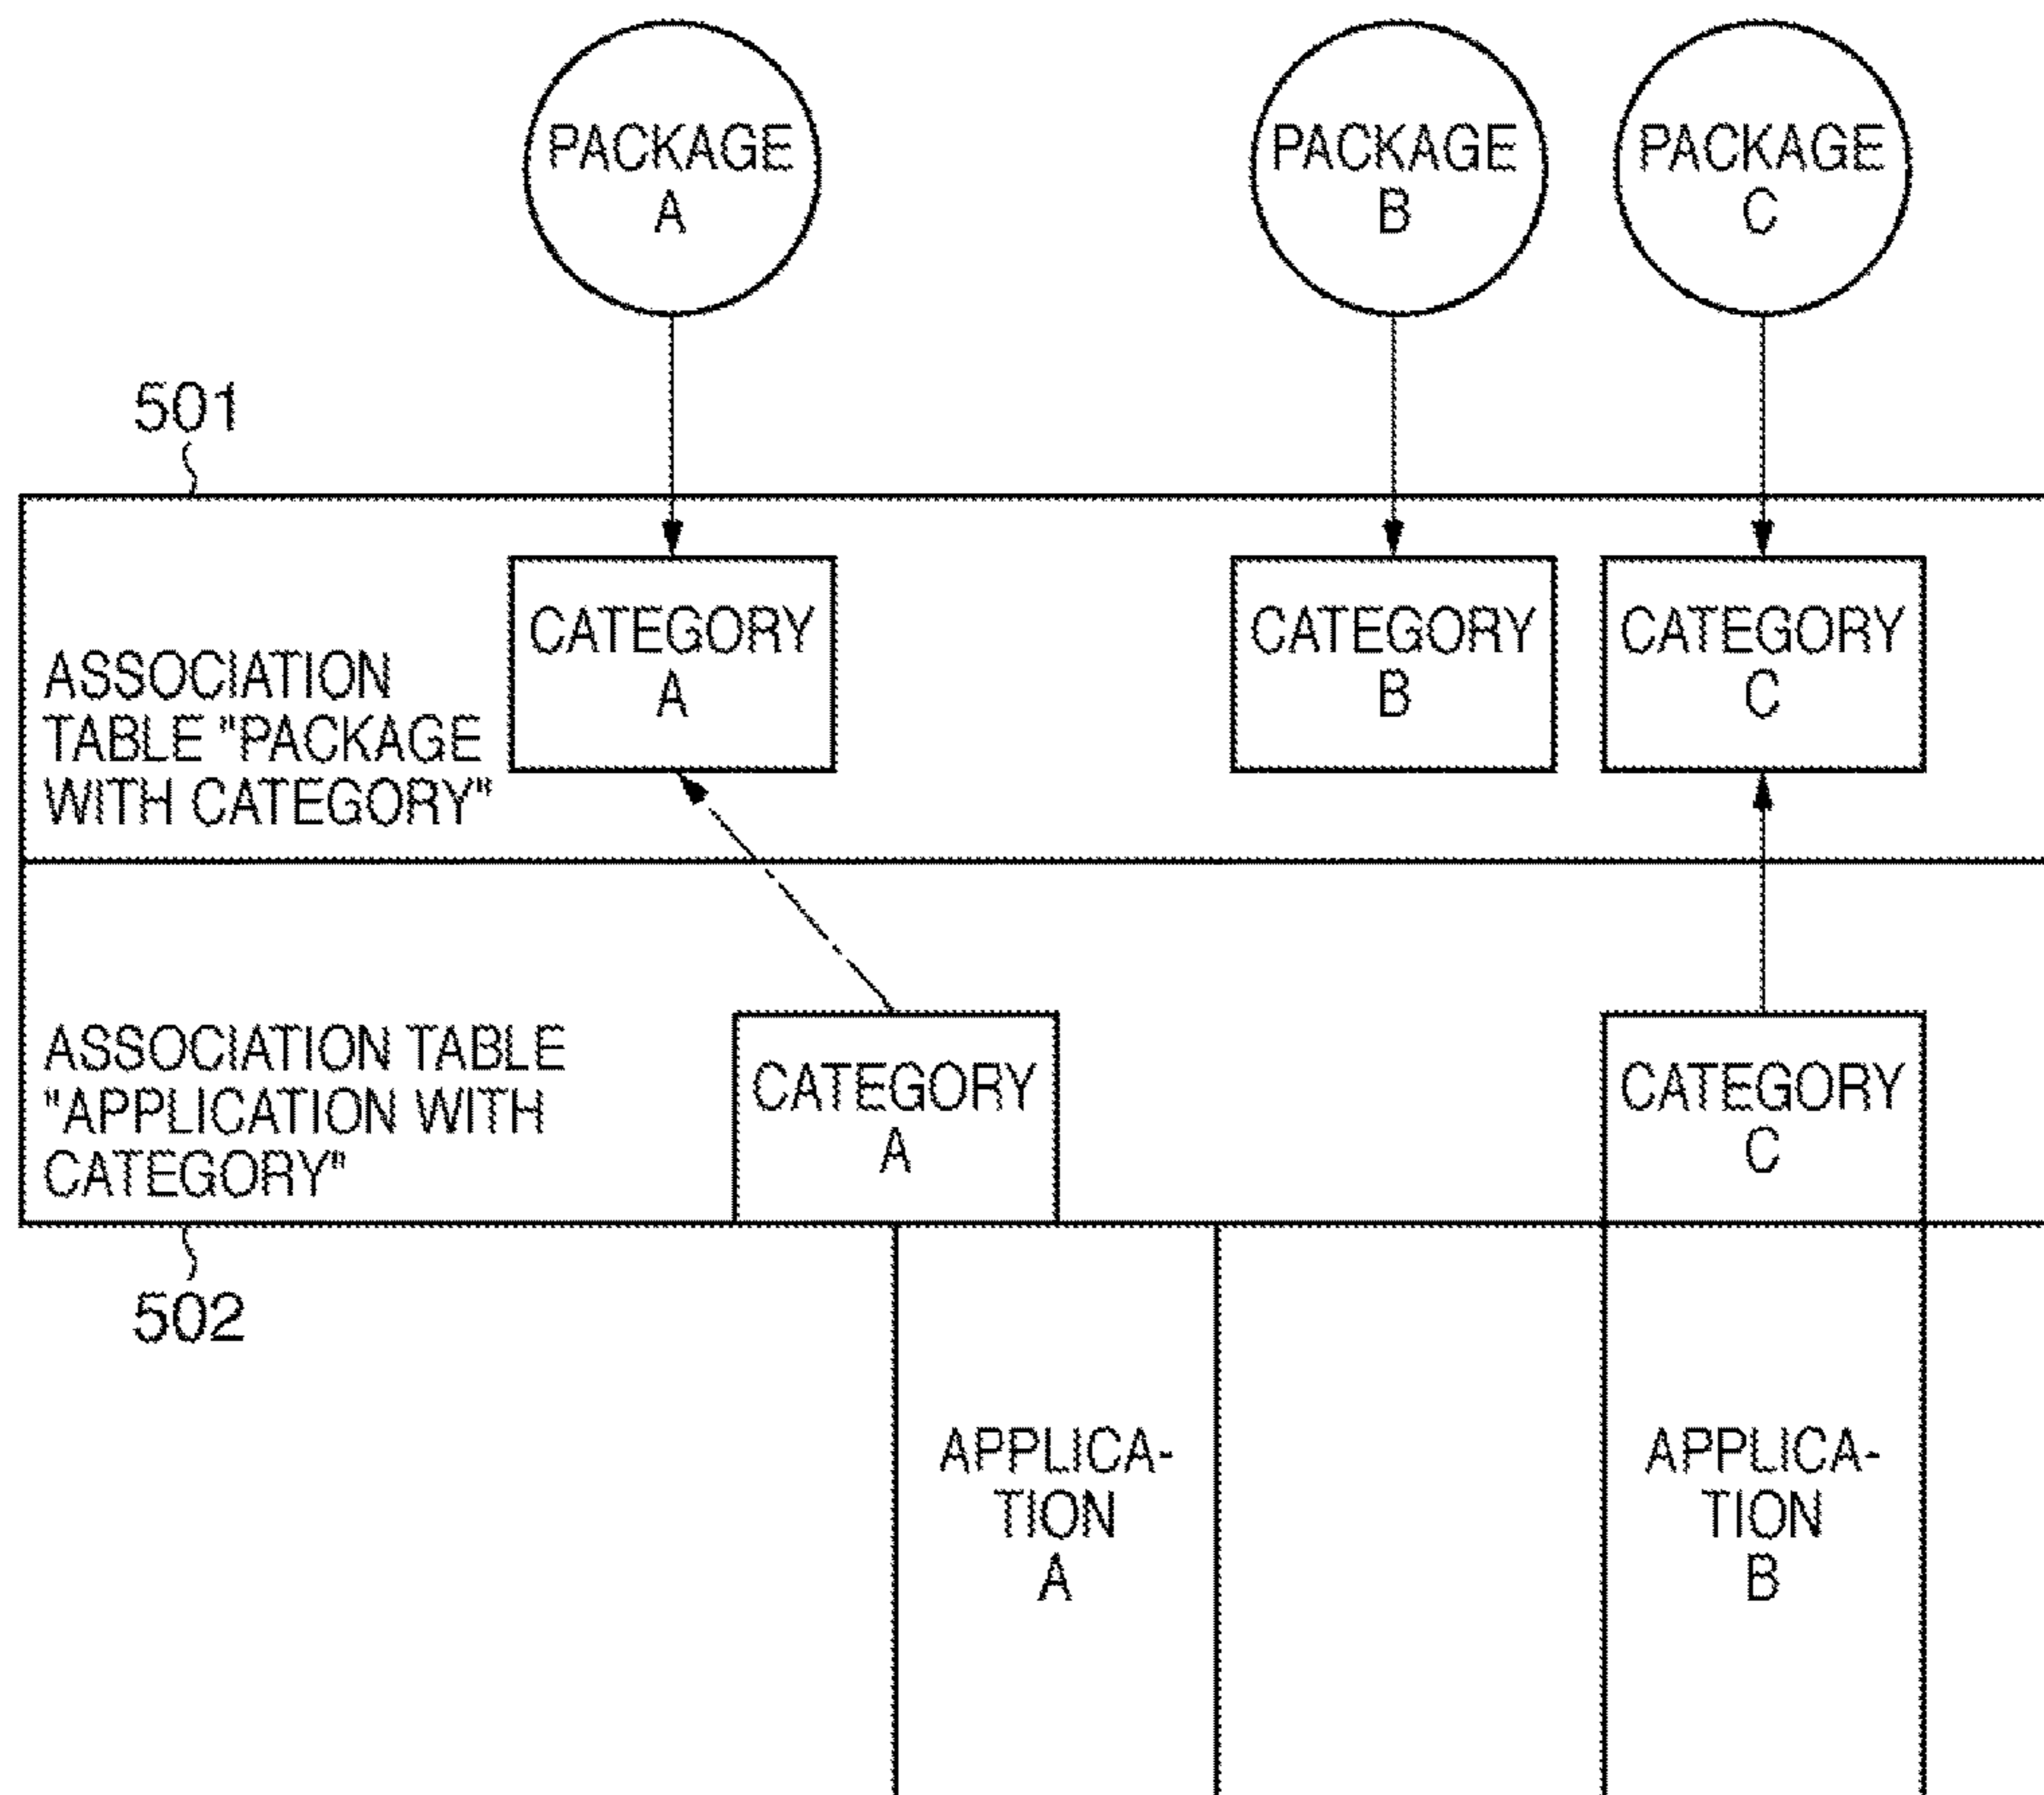 PACKAGE
A
PACKAGE
B
PACKAGE
C
501
CATEGORY
A
CATEGORY
B
CATEGORY
C
ASSOCIATION
TABLE "PACKAGE
WITH CATEGORY"
ASSOCIATION TABLE
"APPLICATION WITH
CATEGORY"
CATEGORY
A
CATEGORY
C
502
APPLICA-
TION
A
APPLICA-
TION
B